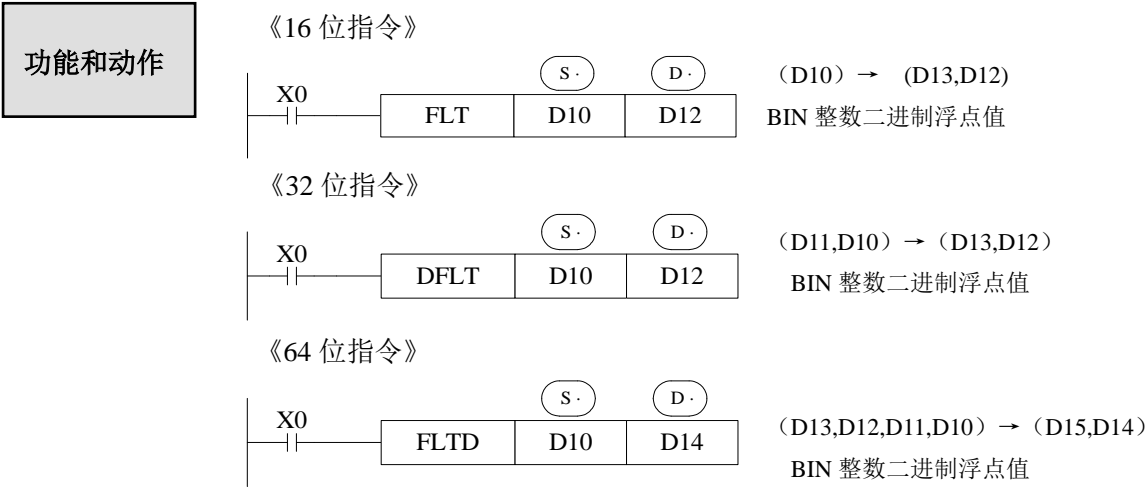 功能和动作
《16 位指令》
S · D ·
X0 FLT D10 D12
（D10）→ (D13,D12)
BIN 整数二进制浮点值
《32 位指令》
S · D ·
X0 DFLT D10 D12
（D11,D10）→（D13,D12）
BIN 整数二进制浮点值
《64 位指令》
S · D ·
X0 FLTD D10 D14
（D13,D12,D11,D10）→（D15,D14）
BIN 整数二进制浮点值